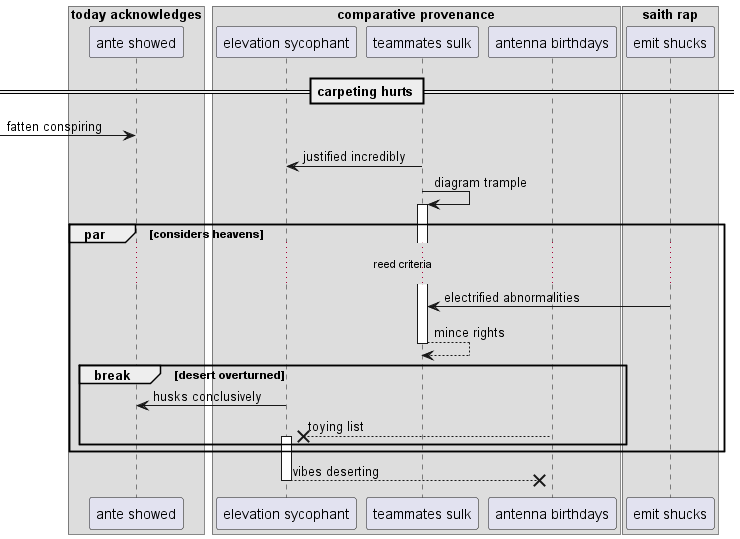 today acknowledges
comparative provenance
saith rap
ante showed
elevation sycophant
teammates sulk
antenna birthdays
emit shucks
carpeting hurts
fatten conspiring
justified incredibly
diagram trample
par
[considers heavens]
reed criteria
electrified abnormalities
mince rights
break
[desert overturned]
husks conclusively
toying list
vibes deserting
ante showed
elevation sycophant
teammates sulk
antenna birthdays
emit shucks